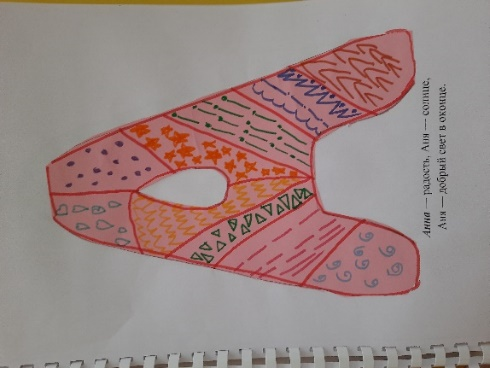 Анна — радость, Аня — солнце,
Аня — добрый свет в оконце.